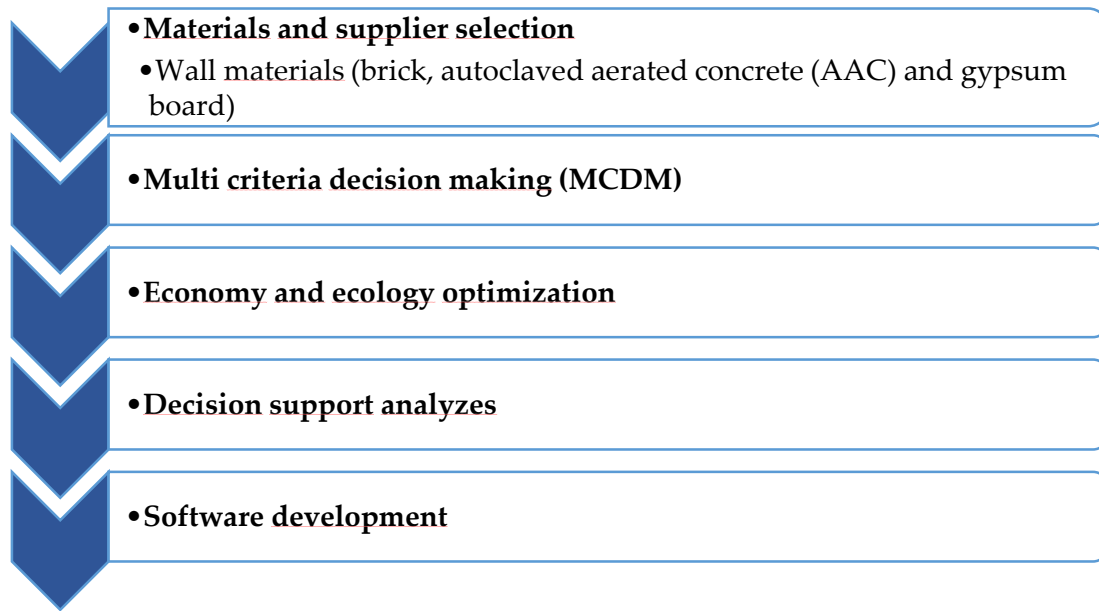 •Materials and supplier selection
•Wall materials (brick, autoclaved aerated concrete (AAC) and gypsum
board)
•Multi criteria decision making (MCDM)
•Economy and ecology optimization
•Decision support analyzes
•Software development